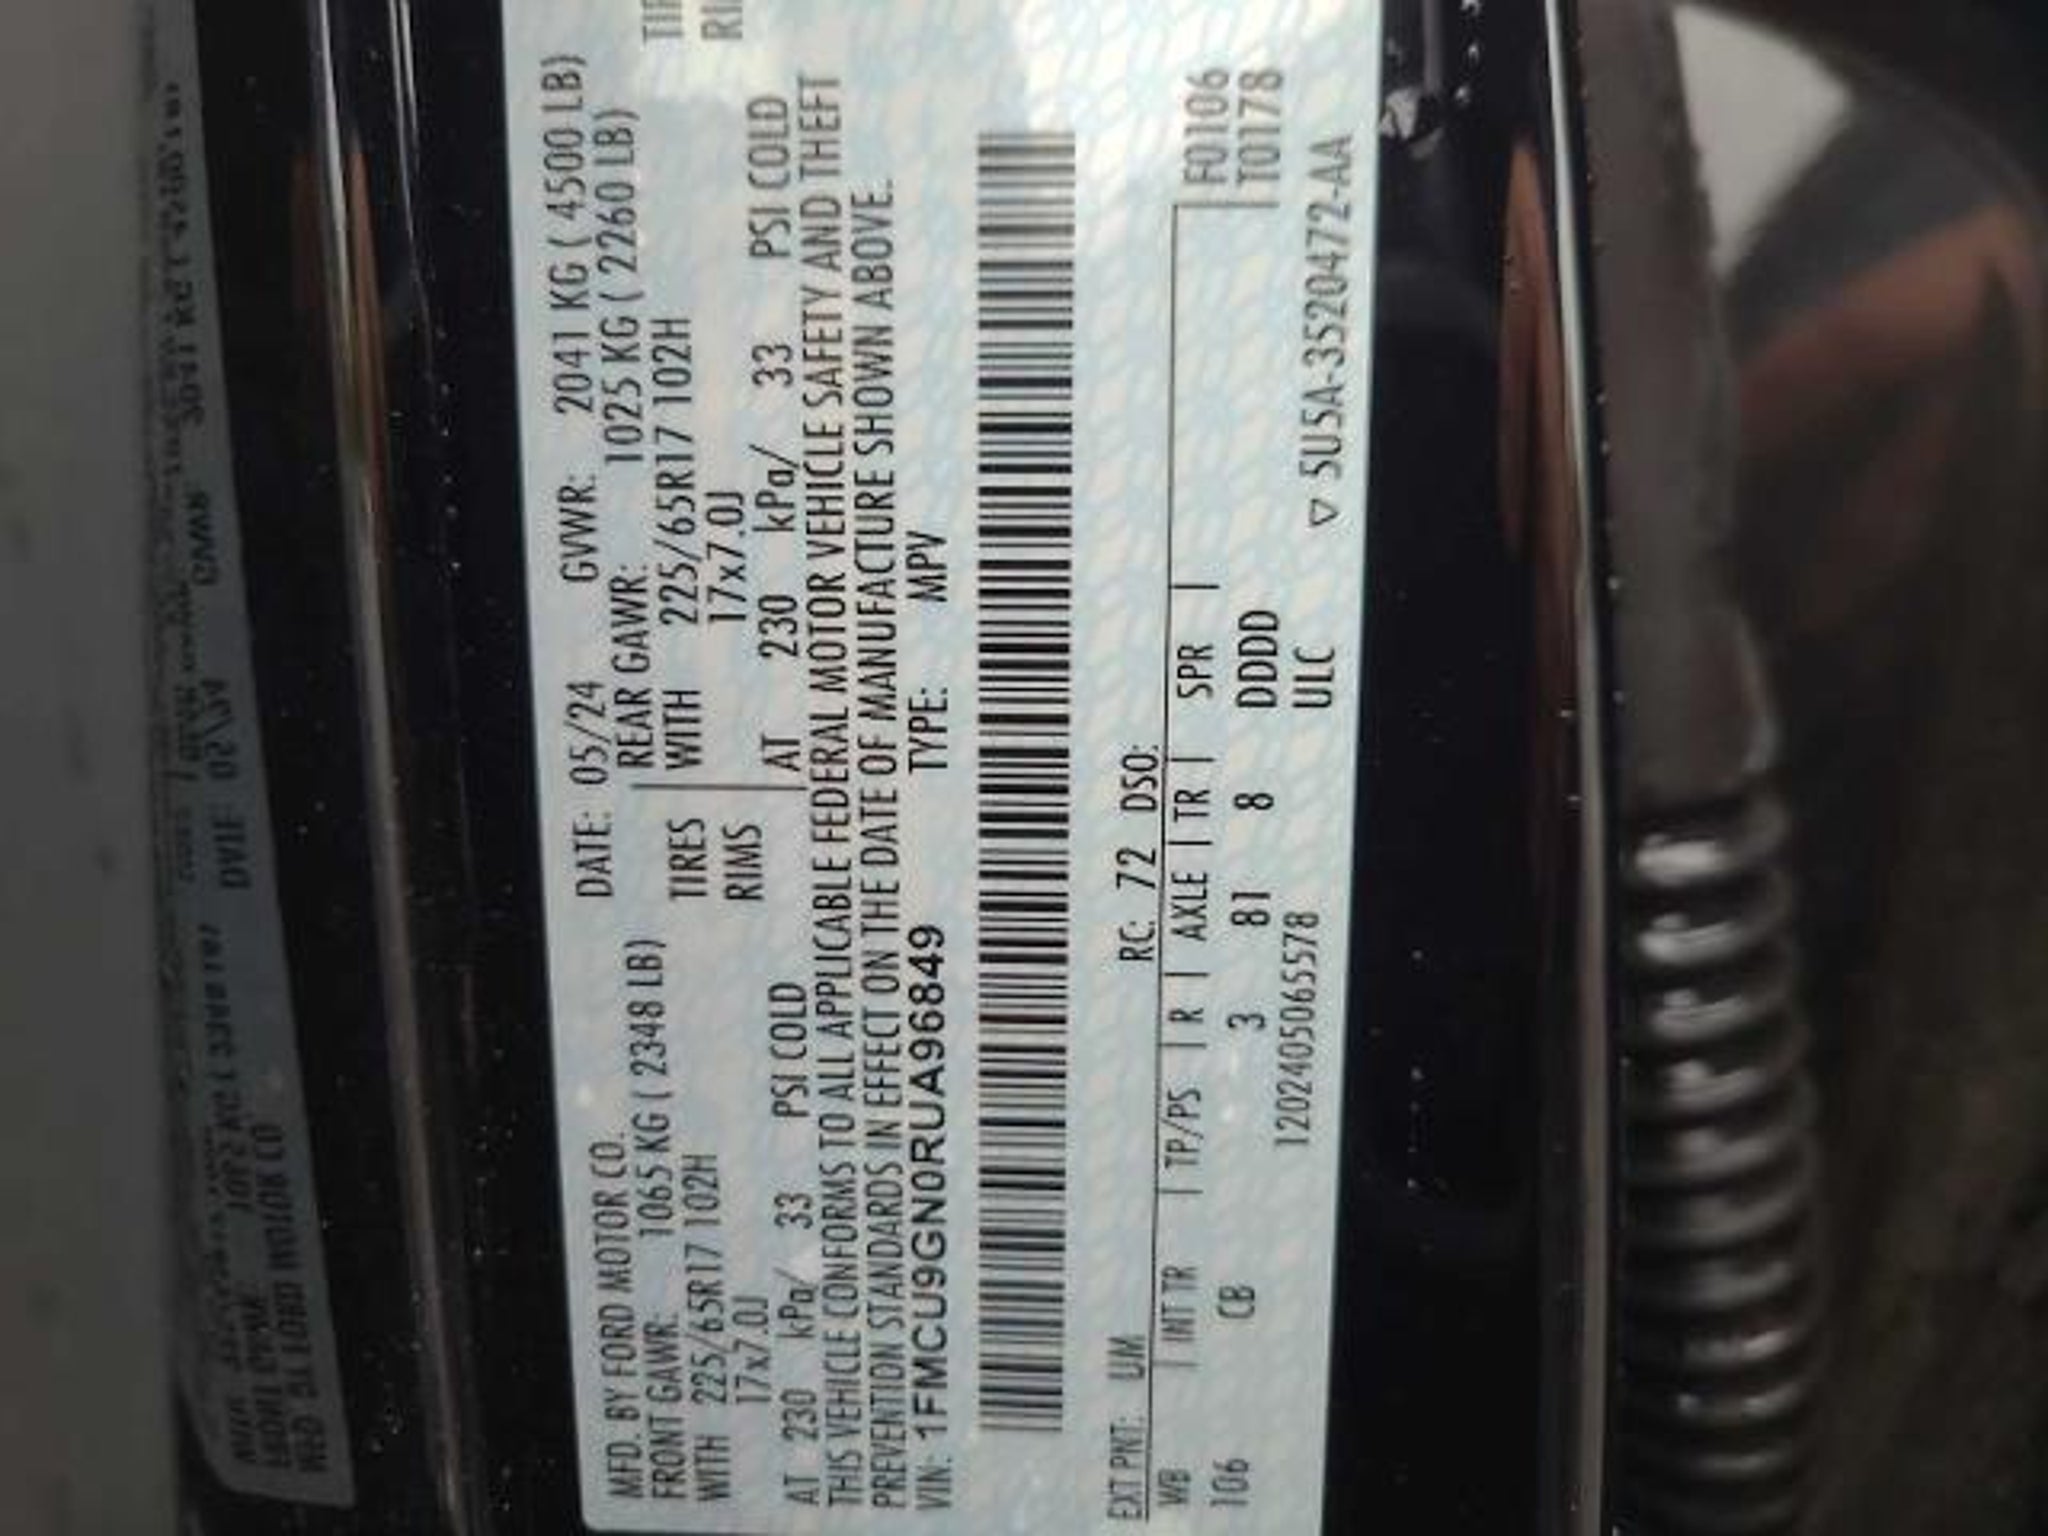 MFD. BY FORD MOTOR CO. DATE: 05/24 GVWR: 2041 KG ( 4500 LB)
FRONT GAWR: 1065 KG ( 2348 LB) REAR GAWR: 1025 KG ( 2260 LB)
WITH 225/65R17 102H TIRES WITH 225/65R17 102H TIR
17x7.0J RIMS 17x7.0J RI
AT 230 kPa/ 33 PSI COLD AT 230 kPa/ 33 PSI COLD
THIS VEHICLE CONFORMS TO ALL APPLICABLE FEDERAL MOTOR VEHICLE SAFETY AND THEFT
PREVENTION STANDARDS IN EFFECT ON THE DATE OF MANUFACTURE SHOWN ABOVE.
VIN: 1FMCU9GN0RUA96849 TYPE: MPV
EXT PNT: UM RC: 72 DSO:
WB | INT TR | TP/PS | R | AXLE | TR | SPR | F0106
106 CB 3 81 8 DDDD T0178
1202405065578 ULC
▽ 5U5A-3520472-AA